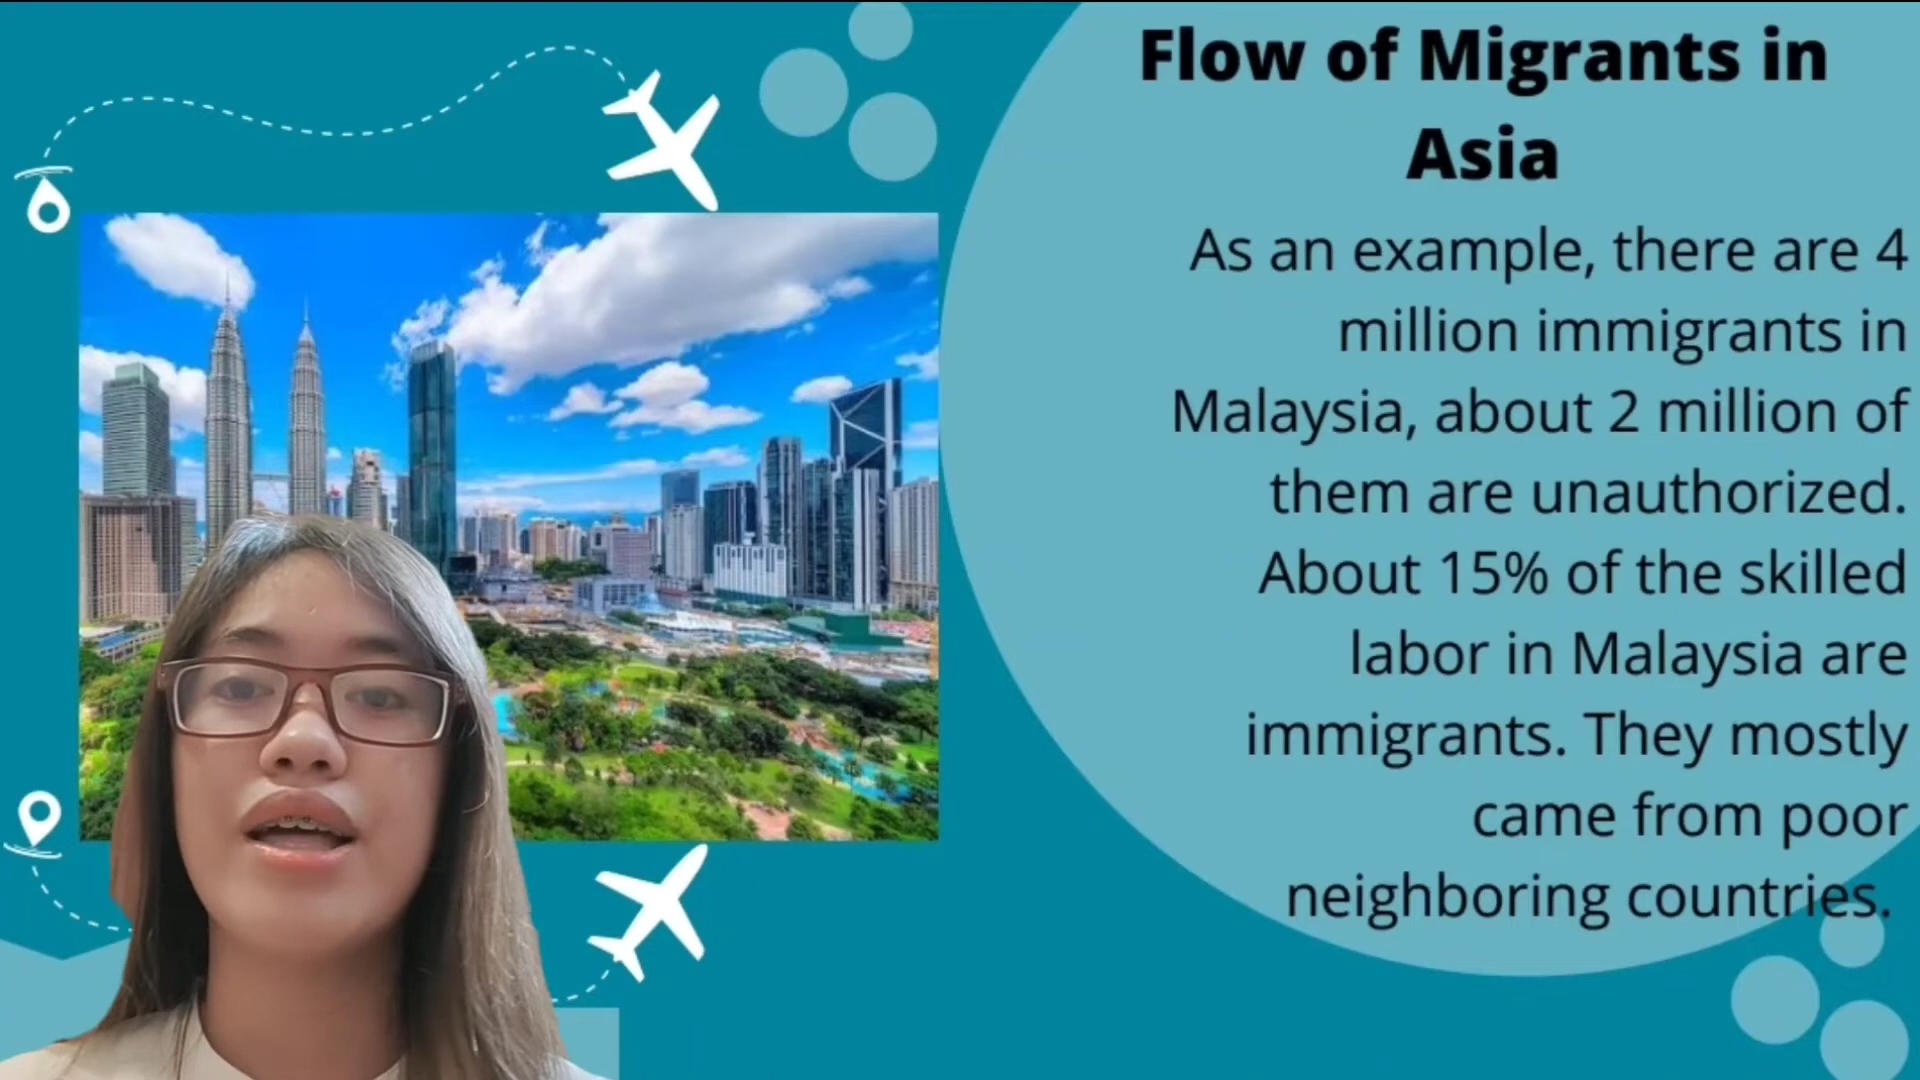 Flow of Migrants in
Asia
As an example, there are 4
million immigrants in
Malaysia, about 2 million of
them are unauthorized.
About 15% of the skilled
labor in Malaysia are
immigrants. They mostly
came from poor
neighboring countries.